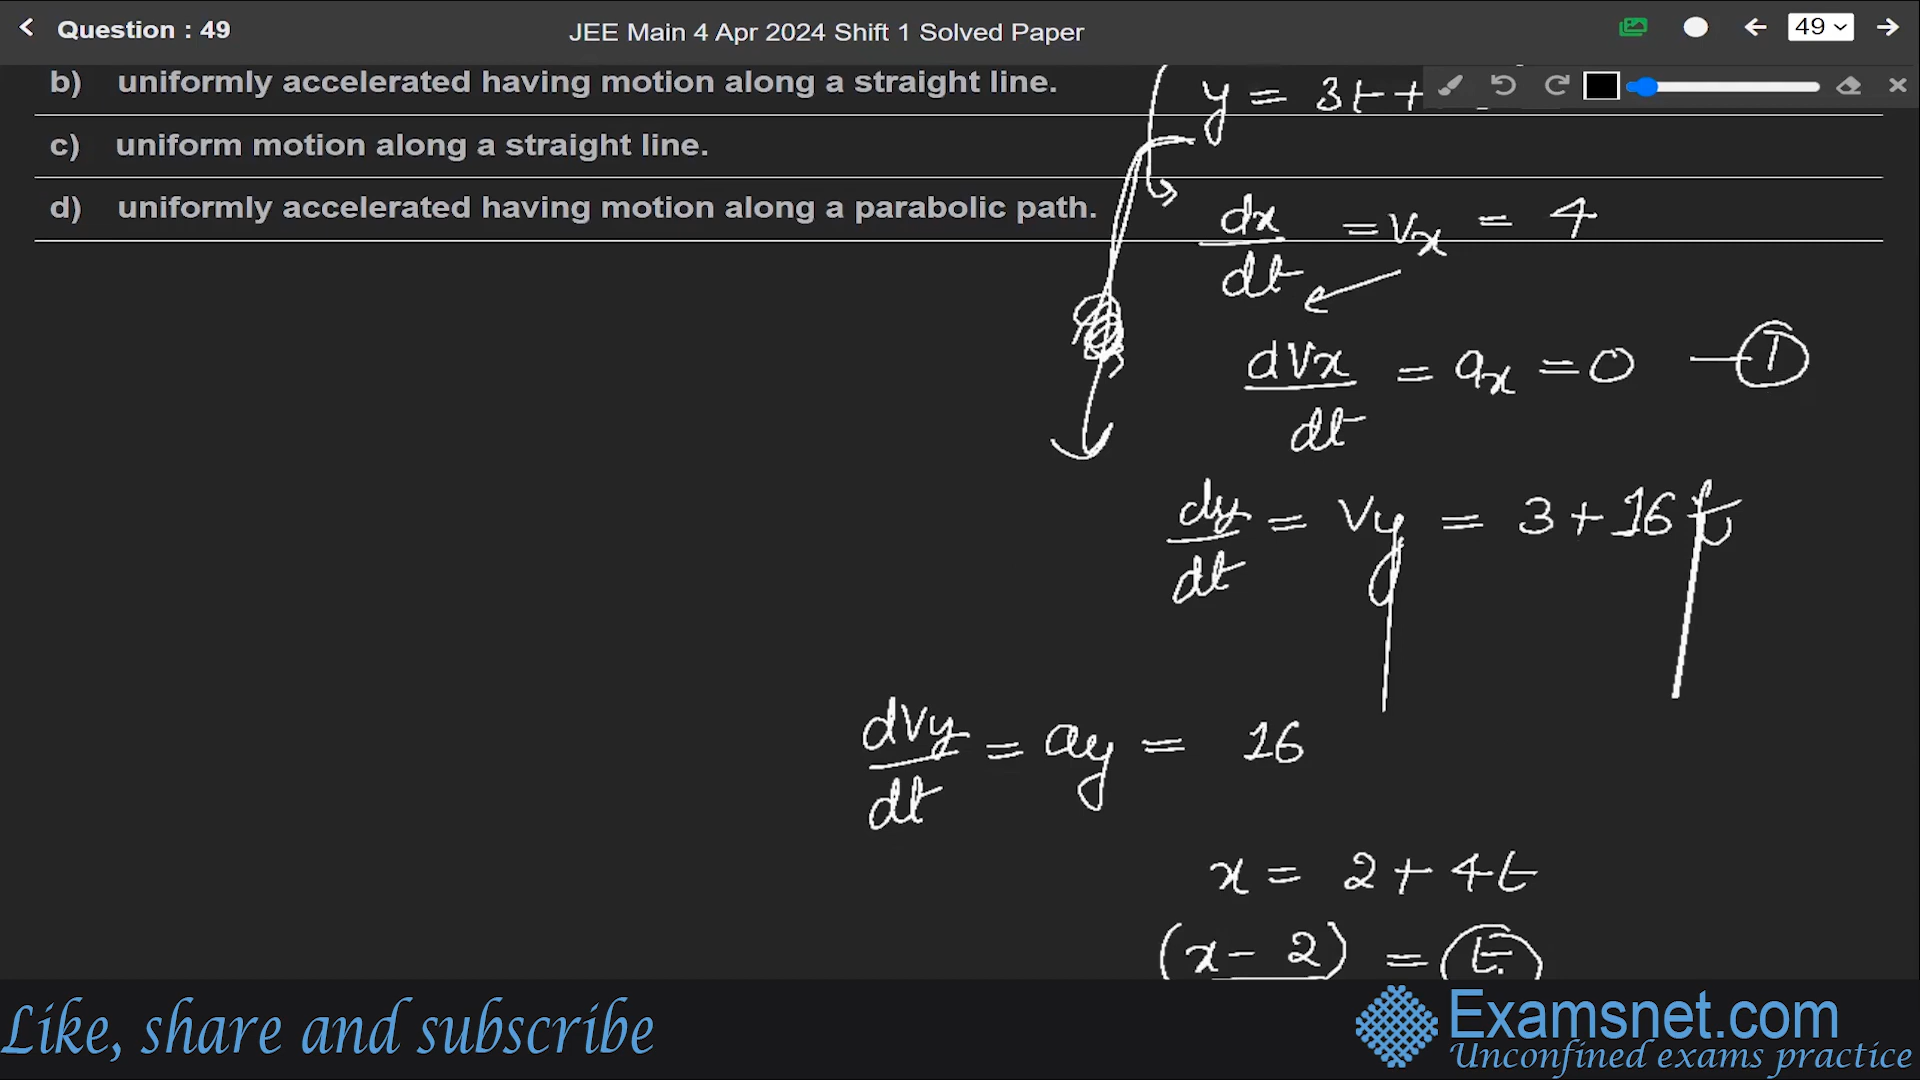 Question : 49
JEE Main 4 Apr 2024 Shift 1 Solved Paper
49
b) uniformly accelerated having motion along a straight line.
y = 3t +
c) uniform motion along a straight line.
d) uniformly accelerated having motion along a parabolic path.
dx/dt = Vx = 4
dVx/dt = ax = 0 — 1
dy/dt = Vy = 3 + 16t
dVy/dt = ay = 16
x = 2 + 4t
(x - 2) = t
Like, share and subscribe
Examsnet.com
Unconfined exams practice